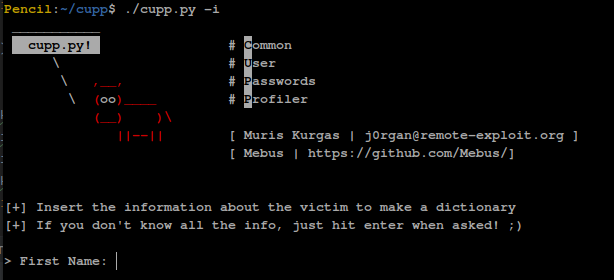 Pencil:~/cupp$ ./cupp.py -i
___________
cupp.py! # Common
\ # User
\ ,__, # Passwords
\ (oo)____ # Profiler
(__) )\
||--|| [ Muris Kurgas | j0rgan@remote-exploit.org ]
[ Mebus | https://github.com/Mebus/]
[+] Insert the information about the victim to make a dictionary
[+] If you don't know all the info, just hit enter when asked! ;)
> First Name: